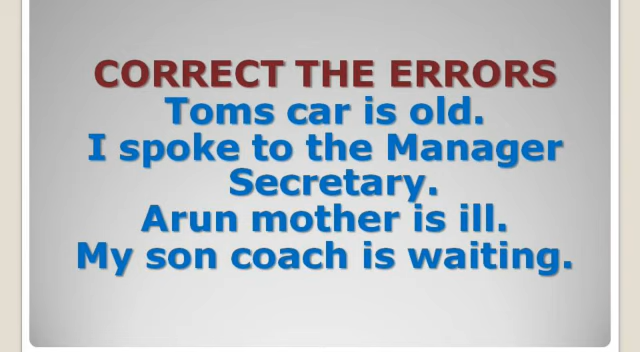 CORRECT THE ERRORS
Toms car is old.
I spoke to the Manager
Secretary.
Arun mother is ill.
My son coach is waiting.